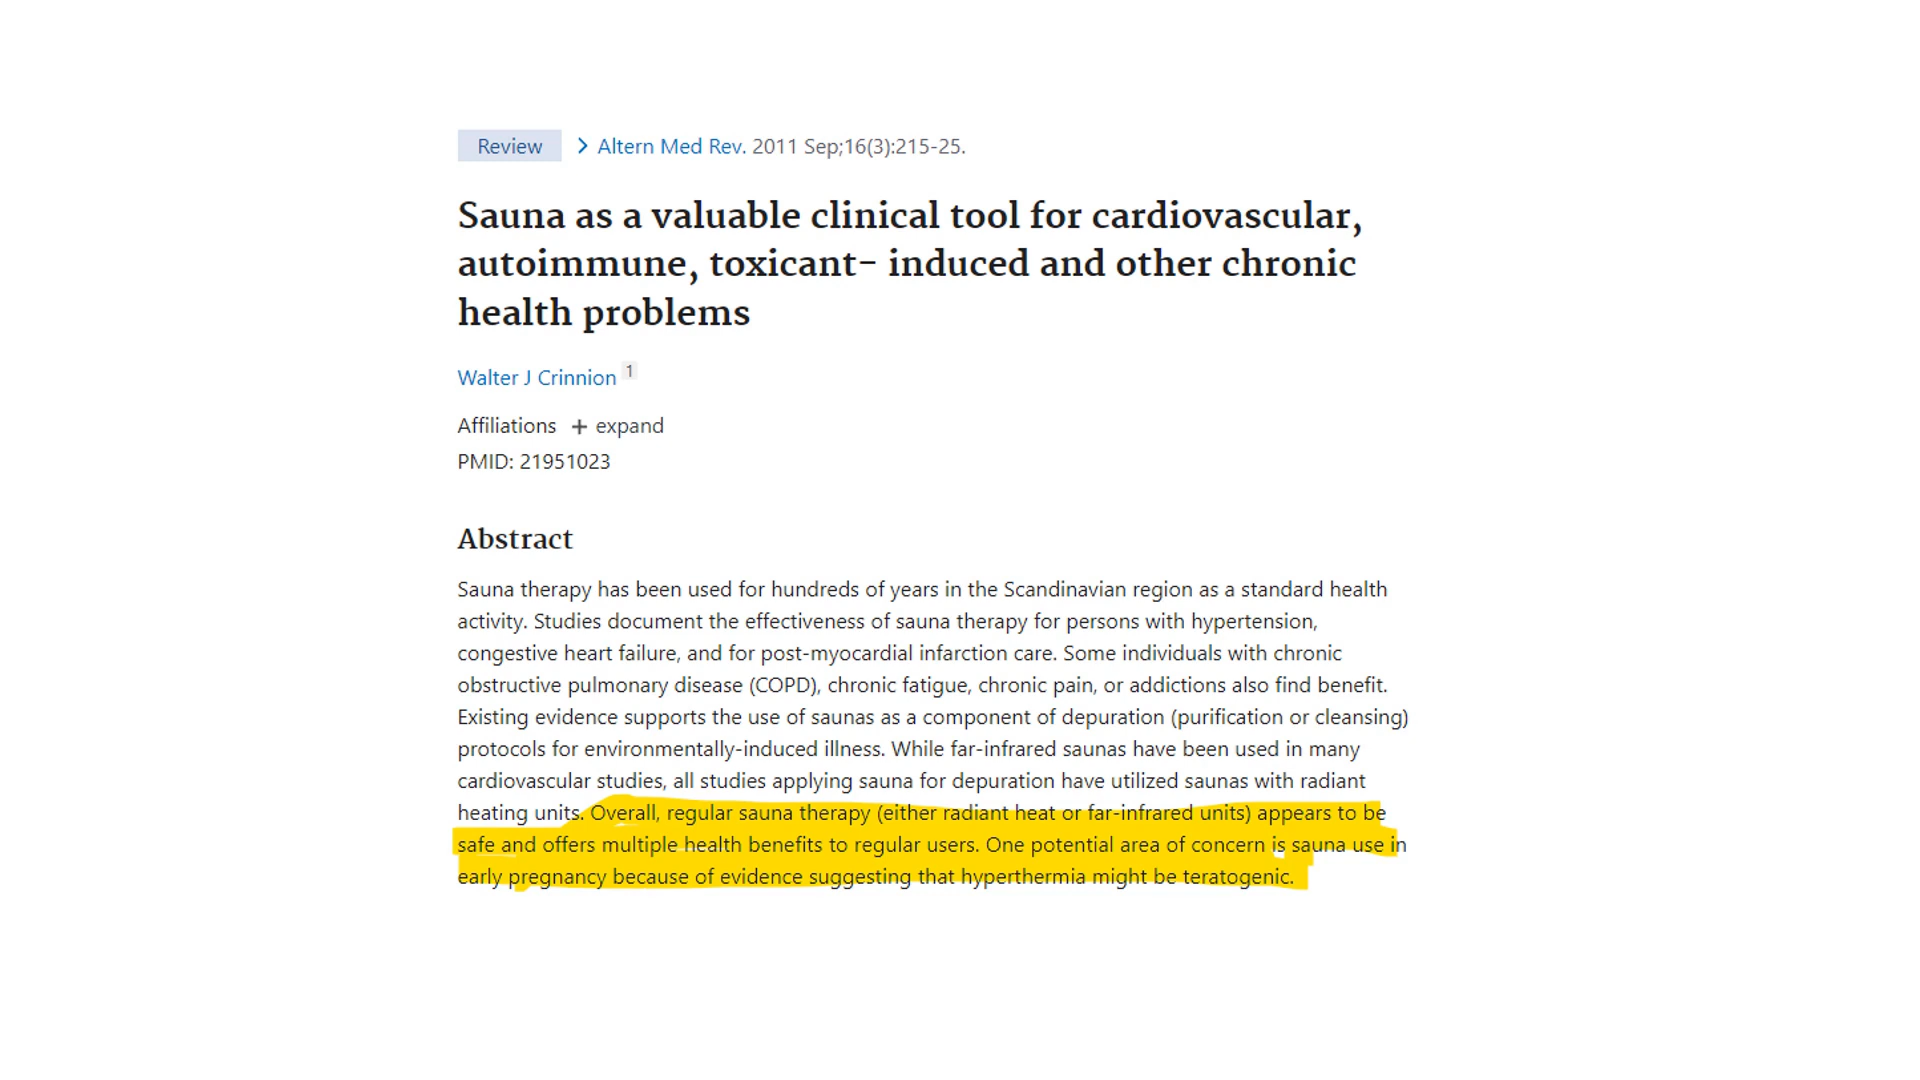 Review > Altern Med Rev. 2011 Sep;16(3):215-25.
Sauna as a valuable clinical tool for cardiovascular,
autoimmune, toxicant- induced and other chronic
health problems
Walter J Crinnion 1
Affiliations + expand
PMID: 21951023
Abstract
Sauna therapy has been used for hundreds of years in the Scandinavian region as a standard health
activity. Studies document the effectiveness of sauna therapy for persons with hypertension,
congestive heart failure, and for post-myocardial infarction care. Some individuals with chronic
obstructive pulmonary disease (COPD), chronic fatigue, chronic pain, or addictions also find benefit.
Existing evidence supports the use of saunas as a component of depuration (purification or cleansing)
protocols for environmentally-induced illness. While far-infrared saunas have been used in many
cardiovascular studies, all studies applying sauna for depuration have utilized saunas with radiant
heating units. Overall, regular sauna therapy (either radiant heat or far-infrared units) appears to be
safe and offers multiple health benefits to regular users. One potential area of concern is sauna use in
early pregnancy because of evidence suggesting that hyperthermia might be teratogenic.